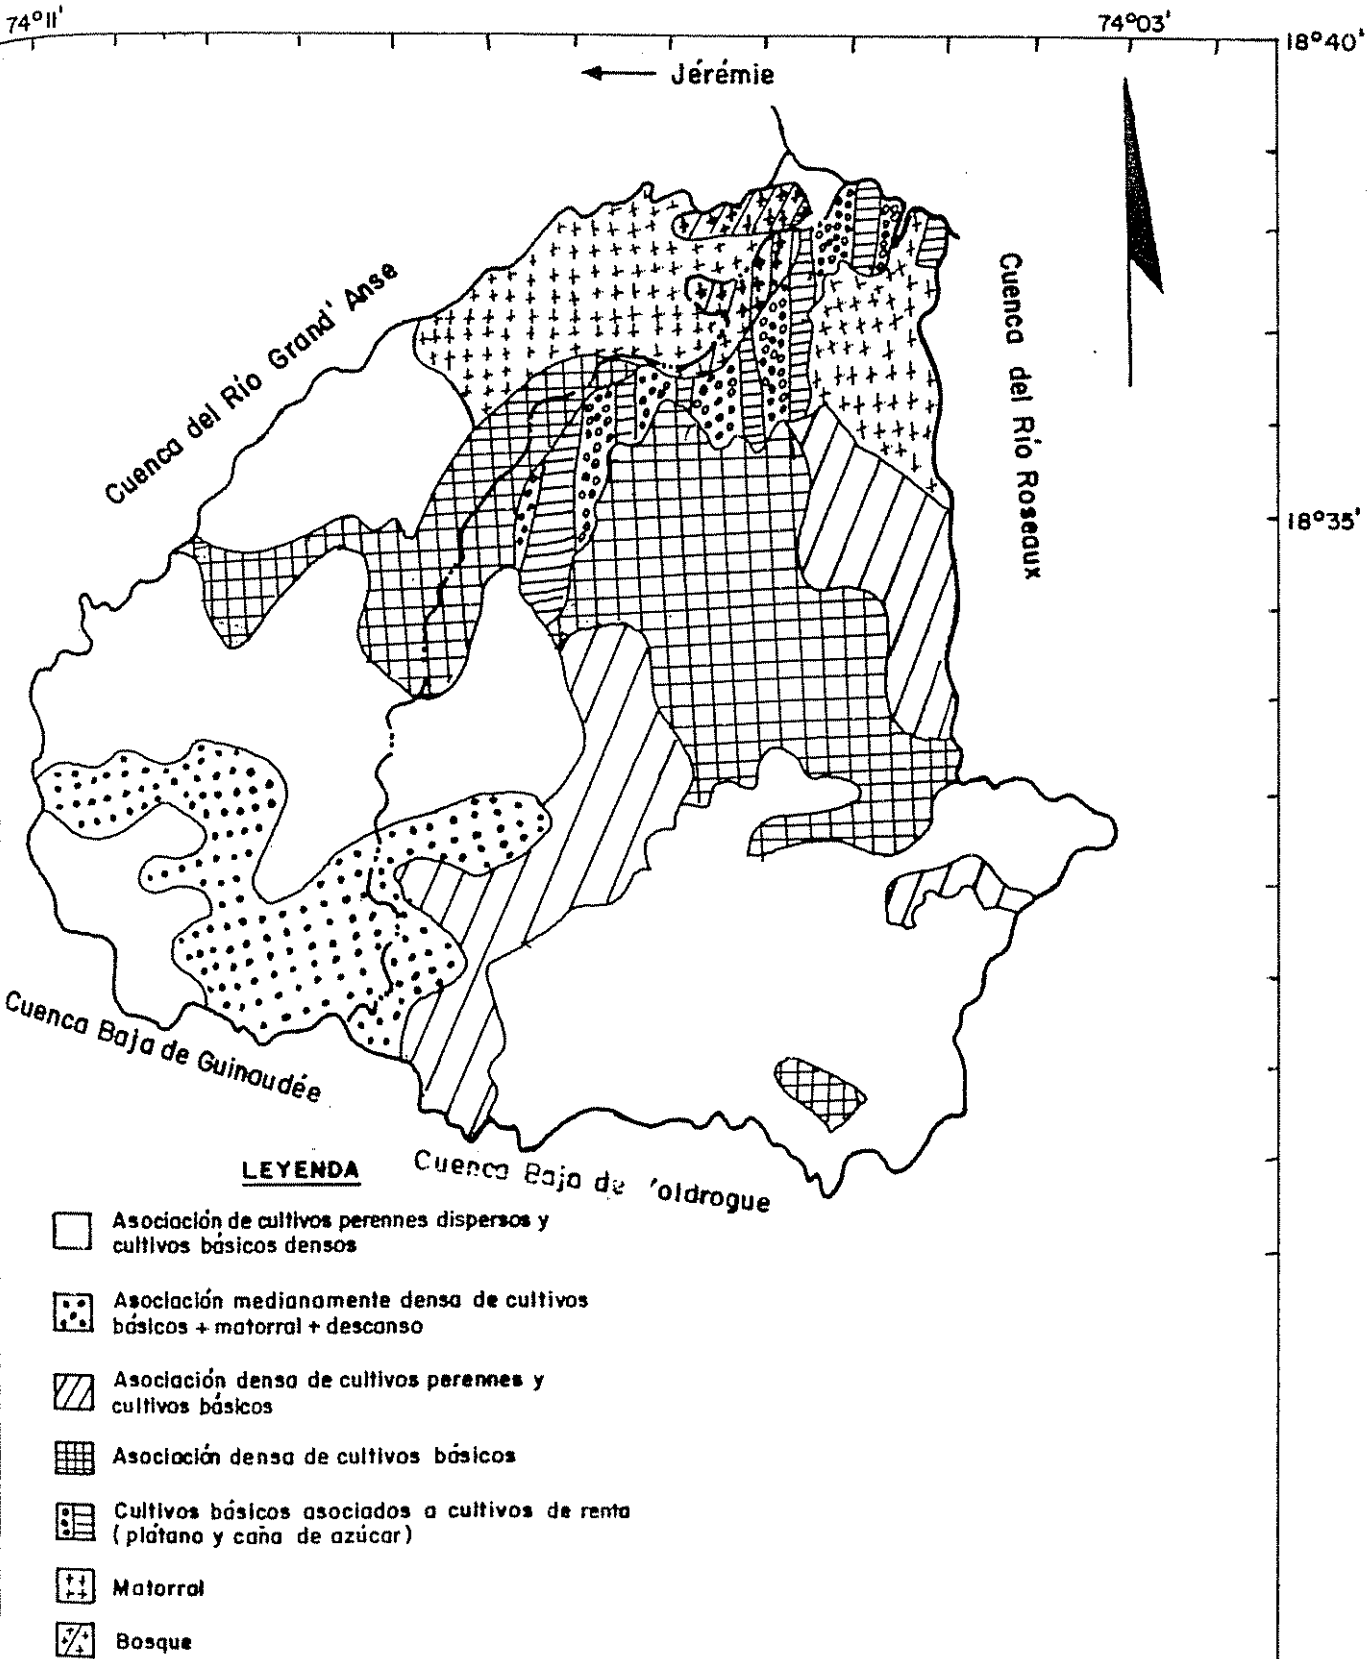 74°11'
74°03'
18°40'
← Jérémie
Cuenca del Río Grand' Anse
Cuenca del Río Roseaux
18°35'
Cuenca Baja de Guinaudée
Cuenca Baja de
LEYENDA
Asociación de cultivos perennes dispersos y
cultivos básicos densos
Asociación medianamente densa de cultivos
básicos + matorral + descanso
Asociación densa de cultivos perennes y
cultivos básicos
Asociación densa de cultivos básicos
Cultivos básicos asociados a cultivos de renta
(plátano y caña de azúcar)
Matorral
Bosque